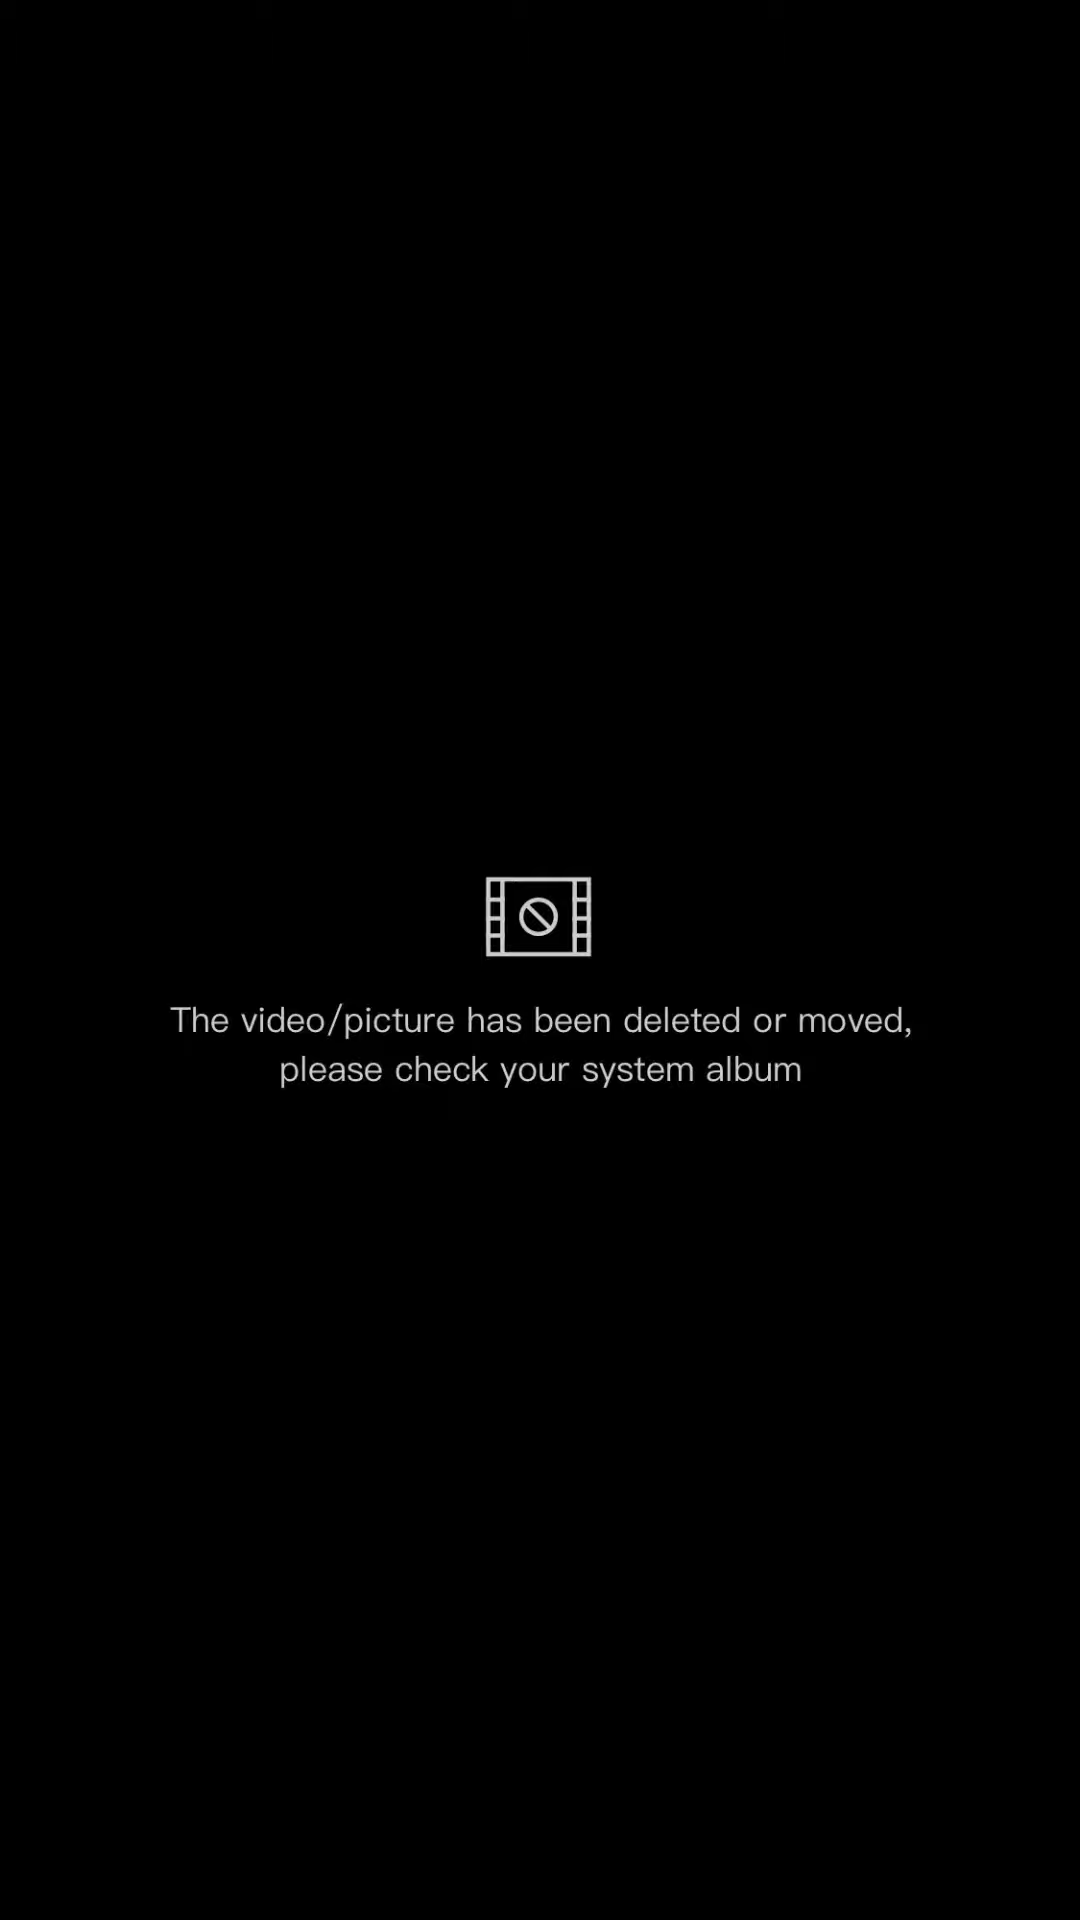 The video/picture has been deleted or moved,
please check your system album